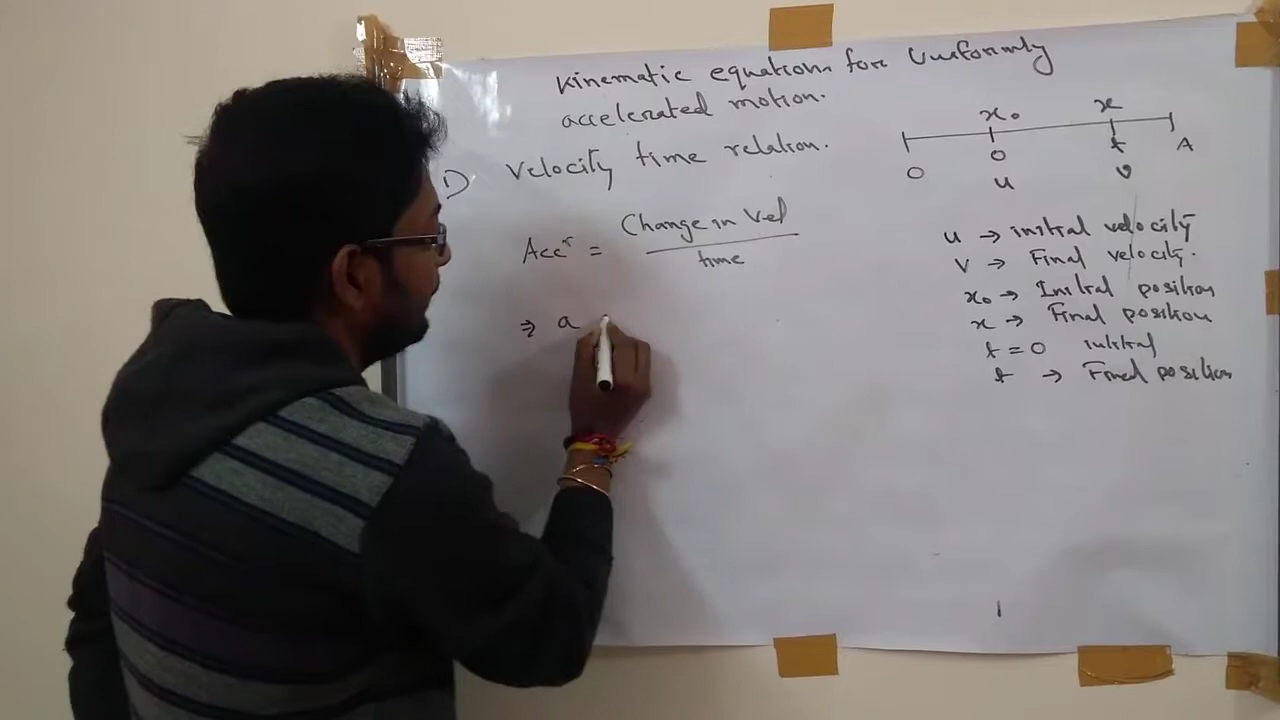 Kinematic equations for Uniformly
accelerated motion.
1) Velocity time relation.
Accⁿ = Change in Vel
time
⇒ a
x₀ x
O O t A
u v
u → initial velocity
v → Final velocity.
x₀ → Initial position
x → Final position
t = 0 initial
t → Final position